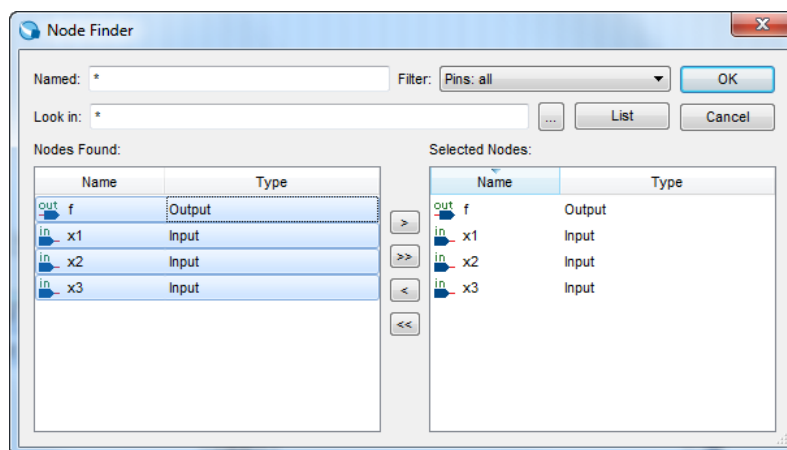 Node Finder
Named: * Filter: Pins: all OK
Look in: * ... List Cancel
Nodes Found: Selected Nodes:
Name Type Name Type
out f Output > out f Output
in x1 Input in x1 Input
in x2 Input >> in x2 Input
in x3 Input < in x3 Input
<<